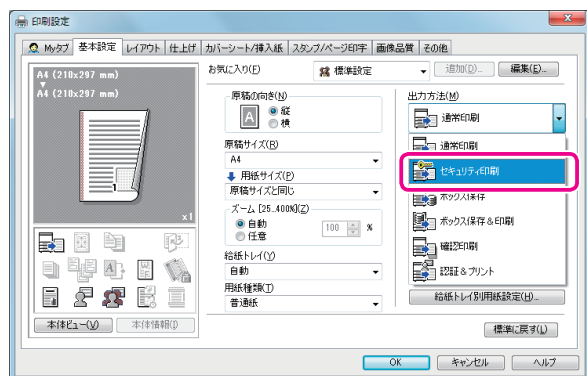 印刷設定
Myタブ 基本設定 レイアウト 仕上げ カバーシート/挿入紙 スタンプ/ページ印字 画像品質 その他
A4 (210x297 mm)
A4 (210x297 mm)
1
x1
本体ビュー(V)
本体情報(I)
お気に入り(F)
標準設定
追加(D)...
編集(E)...
原稿の向き(N)
A
縦
横
原稿サイズ(R)
A4
用紙サイズ(P)
原稿サイズと同じ
ズーム [25..400%](Z)
自動
任意
100 %
給紙トレイ(Y)
自動
用紙種類(T)
普通紙
出力方法(M)
通常印刷
通常印刷
セキュリティ印刷
ボックス保存
ボックス保存 & 印刷
確認印刷
認証 & プリント
給紙トレイ別用紙設定(H)...
標準に戻す(L)
OK
キャンセル
ヘルプ